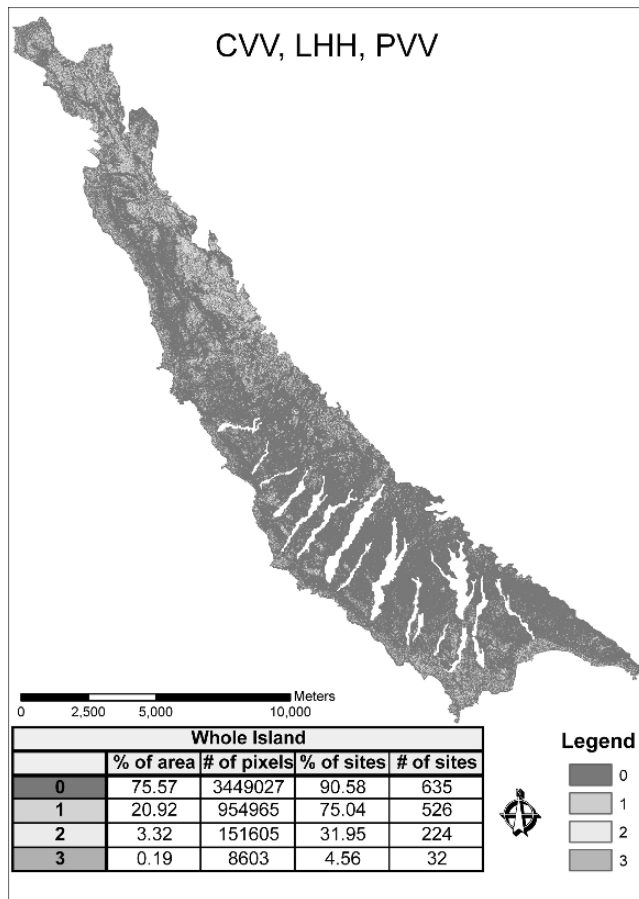 CVV, LHH, PVV
Meters
0 2,500 5,000 10,000
Whole Island
% of area # of pixels % of sites # of sites
0 75.57 3449027 90.58 635
1 20.92 954965 75.04 526
2 3.32 151605 31.95 224
3 0.19 8603 4.56 32
Legend
0
1
2
3